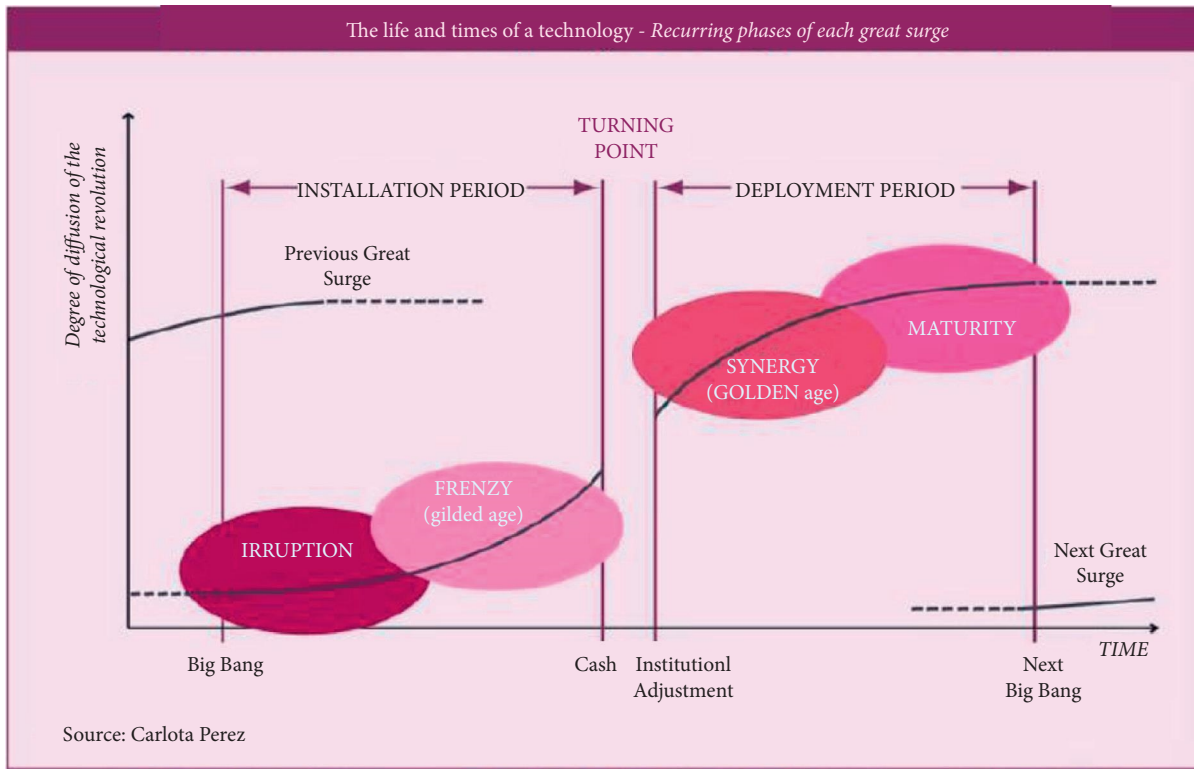 The life and times of a technology - Recurring phases of each great surge
Degree of diffusion of the
technological revolution
TURNING
POINT
INSTALLATION PERIOD
DEPLOYMENT PERIOD
Previous Great
Surge
MATURITY
SYNERGY
(GOLDEN age)
FRENZY
(gilded age)
IRRUPTION
Next Great
Surge
TIME
Big Bang
Cash
Institutionl
Adjustment
Next
Big Bang
Source: Carlota Perez